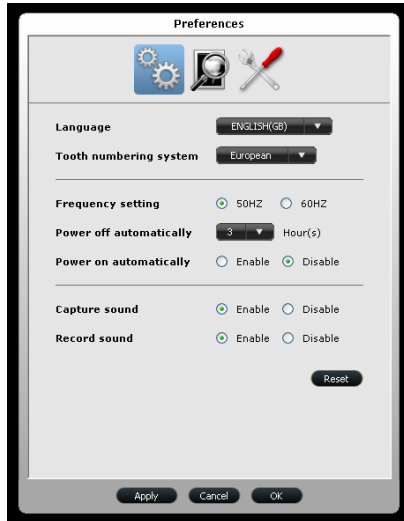 Preferences
Language ENGLISH(GB)
Tooth numbering system European
Frequency setting 50HZ 60HZ
Power off automatically 3 Hour(s)
Power on automatically Enable Disable
Capture sound Enable Disable
Record sound Enable Disable
Reset
Apply Cancel OK